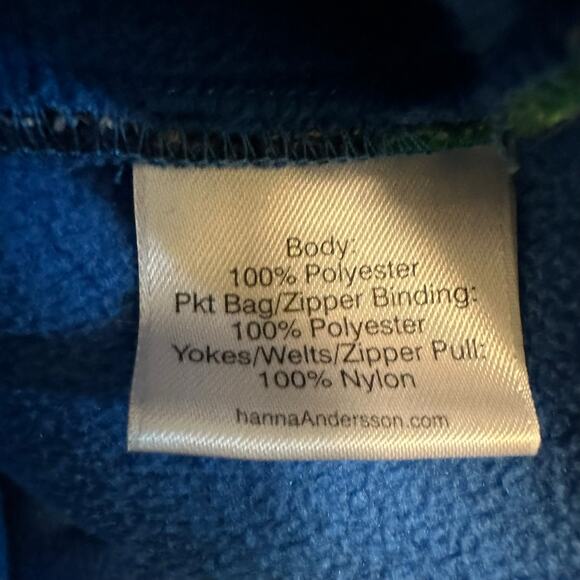 Body:
100% Polyester
Pkt Bag/Zipper Binding:
100% Polyester
Yokes/Welts/Zipper Pull:
100% Nylon
hannaAndersson.com